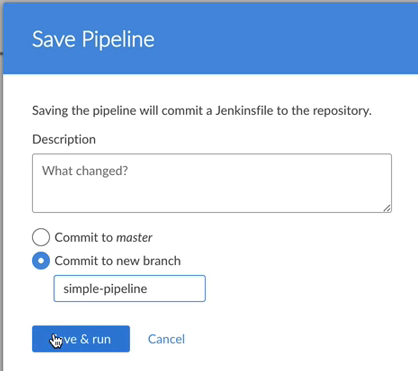 Save Pipeline
Saving the pipeline will commit a Jenkinsfile to the repository.
Description
What changed?
Commit to master
Commit to new branch
simple-pipeline
Save & run Cancel